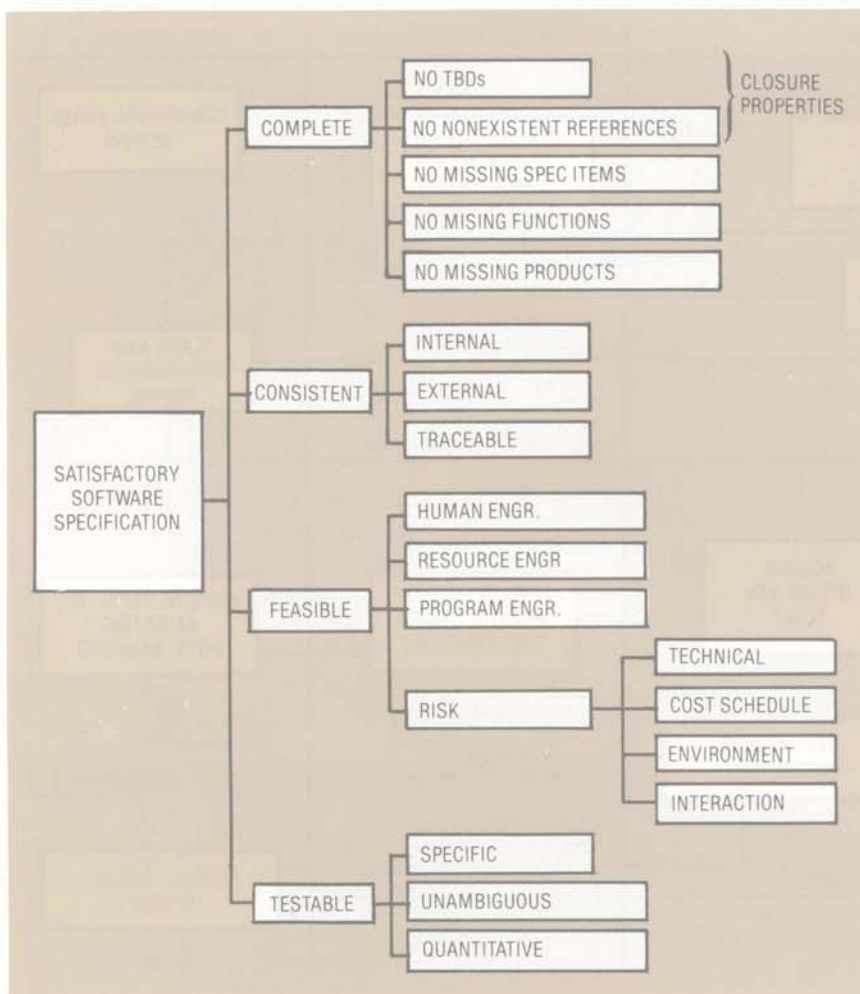 NO TBDs
CLOSURE
PROPERTIES
COMPLETE
NO NONEXISTENT REFERENCES
NO MISSING SPEC ITEMS
NO MISING FUNCTIONS
NO MISSING PRODUCTS
INTERNAL
CONSISTENT
EXTERNAL
TRACEABLE
SATISFACTORY
SOFTWARE
SPECIFICATION
HUMAN ENGR.
RESOURCE ENGR
FEASIBLE
PROGRAM ENGR.
RISK
TECHNICAL
COST SCHEDULE
ENVIRONMENT
INTERACTION
SPECIFIC
TESTABLE
UNAMBIGUOUS
QUANTITATIVE